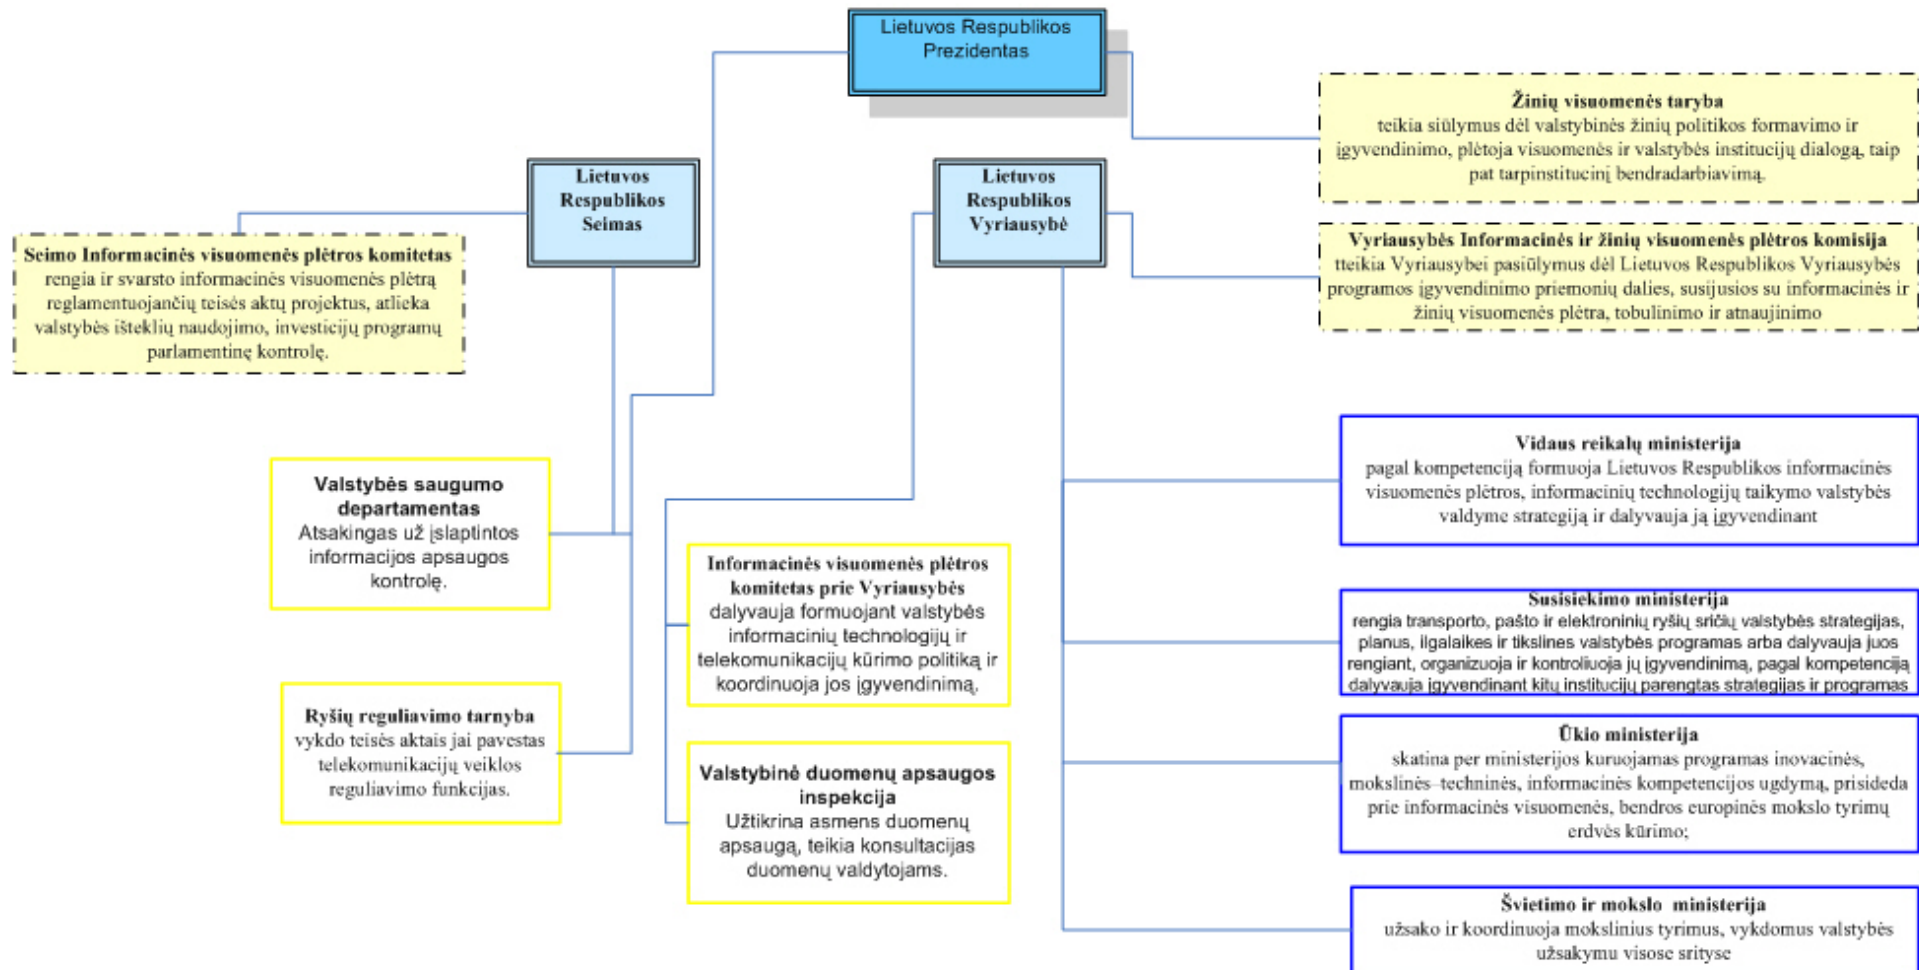 Lietuvos Respublikos
Prezidentas
Žinių visuomenės taryba
teikia siūlymus dėl valstybinės žinių politikos formavimo ir
įgyvendinimo, plėtoja visuomenės ir valstybės institucijų dialogą, taip
pat tarpinstitucinį bendradarbiavimą.
Lietuvos
Respublikos
Seimas
Lietuvos
Respublikos
Vyriausybė
Seimo Informacinės visuomenės plėtros komitetas
rengia ir svarsto informacinės visuomenės plėtrą
reglamentuojančių teisės aktų projektus, atlieka
valstybės išteklių naudojimo, investicijų programų
parlamentinę kontrolę.
Vyriausybės Informacinės ir žinių visuomenės plėtros komisija
tteikia Vyriausybei pasiūlymus dėl Lietuvos Respublikos Vyriausybės
programos įgyvendinimo priemonių dalies, susijusios su informacinės ir
žinių visuomenės plėtra, tobulinimo ir atnaujinimo
Valstybės saugumo
departamentas
Atsakingas už įslaptintos
informacijos apsaugos
kontrolę.
Ryšių reguliavimo tarnyba
vykdo teisės aktais jai pavestas
telekomunikacijų veiklos
reguliavimo funkcijas.
Informacinės visuomenės plėtros
komitetas prie Vyriausybės
dalyvauja formuojant valstybės
informacinių technologijų ir
telekomunikacijų kūrimo politiką ir
koordinuoja jos įgyvendinimą,
Valstybinė duomenų apsaugos
inspekcija
Užtikrina asmens duomenų
apsaugą, teikia konsultacijas
duomenų valdytojams.
Vidaus reikalų ministerija
pagal kompetenciją formuoja Lietuvos Respublikos informacinės
visuomenės plėtros, informacinių technologijų taikymo valstybės
valdyme strategiją ir dalyvauja ją įgyvendinant
Susisiekimo ministerija
rengia transporto, pašto ir elektroninių ryšių sričių valstybės strategijas,
planus, ilgalaikes ir tikslines valstybės programas arba dalyvauja juos
rengiant, organizuoja ir kontroliuoja jų įgyvendinimą, pagal kompetenciją
dalyvauja įgyvendinant kitų institucijų parengtas strategijas ir programas
Ūkio ministerija
skatina per ministerijos kuruojamas programas inovacinės,
mokslinės–techninės, informacinės kompetencijos ugdymą, prisideda
prie informacinės visuomenės, bendros europinės mokslo tyrimų
erdvės kūrimo;
Švietimo ir mokslo ministerija
užsako ir koordinuoja mokslinius tyrimus, vykdomus valstybės
užsakymu visose srityse